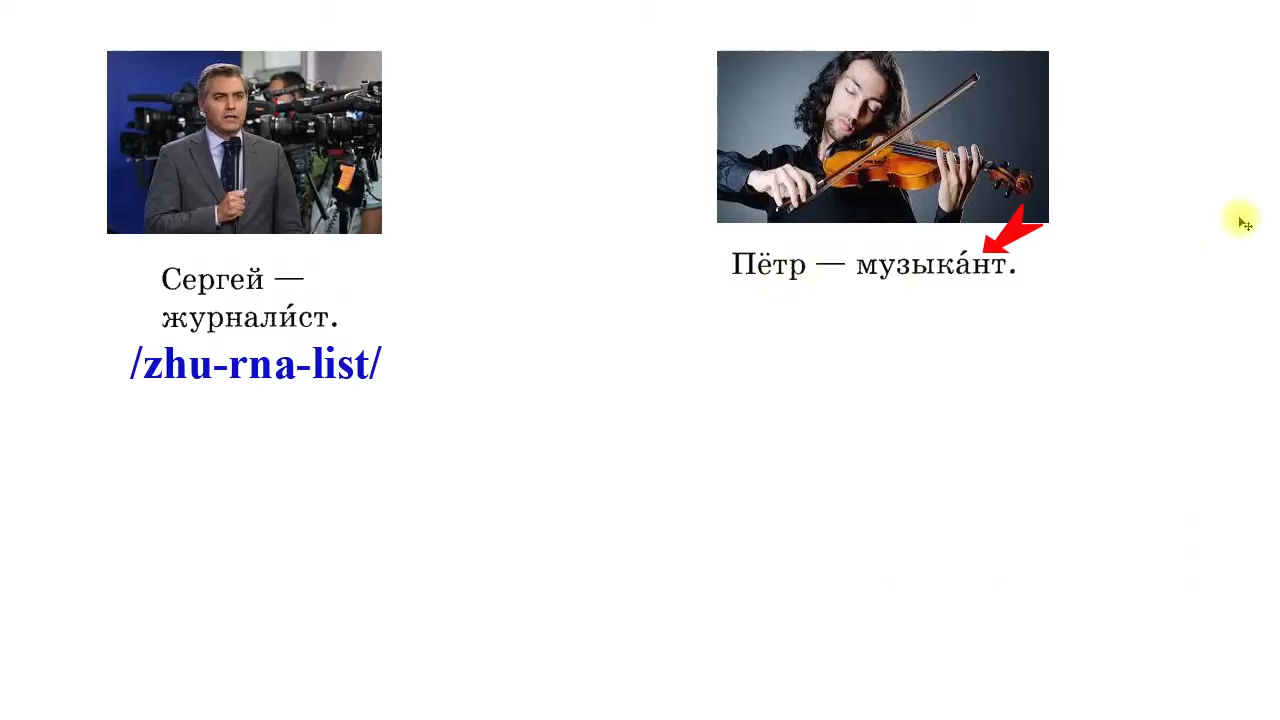 Сергей —
журнали́ст.
/zhu-rna-list/
Пётр — музыка́нт.